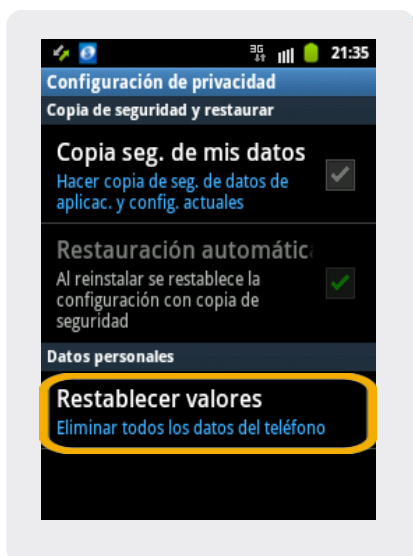 3G 21:35
Configuración de privacidad
Copia de seguridad y restaurar
Copia seg. de mis datos
Hacer copia de seg. de datos de
aplicac. y config. actuales
Restauración automátic
Al reinstalar se restablece la
configuración con copia de
seguridad
Datos personales
Restablecer valores
Eliminar todos los datos del teléfono